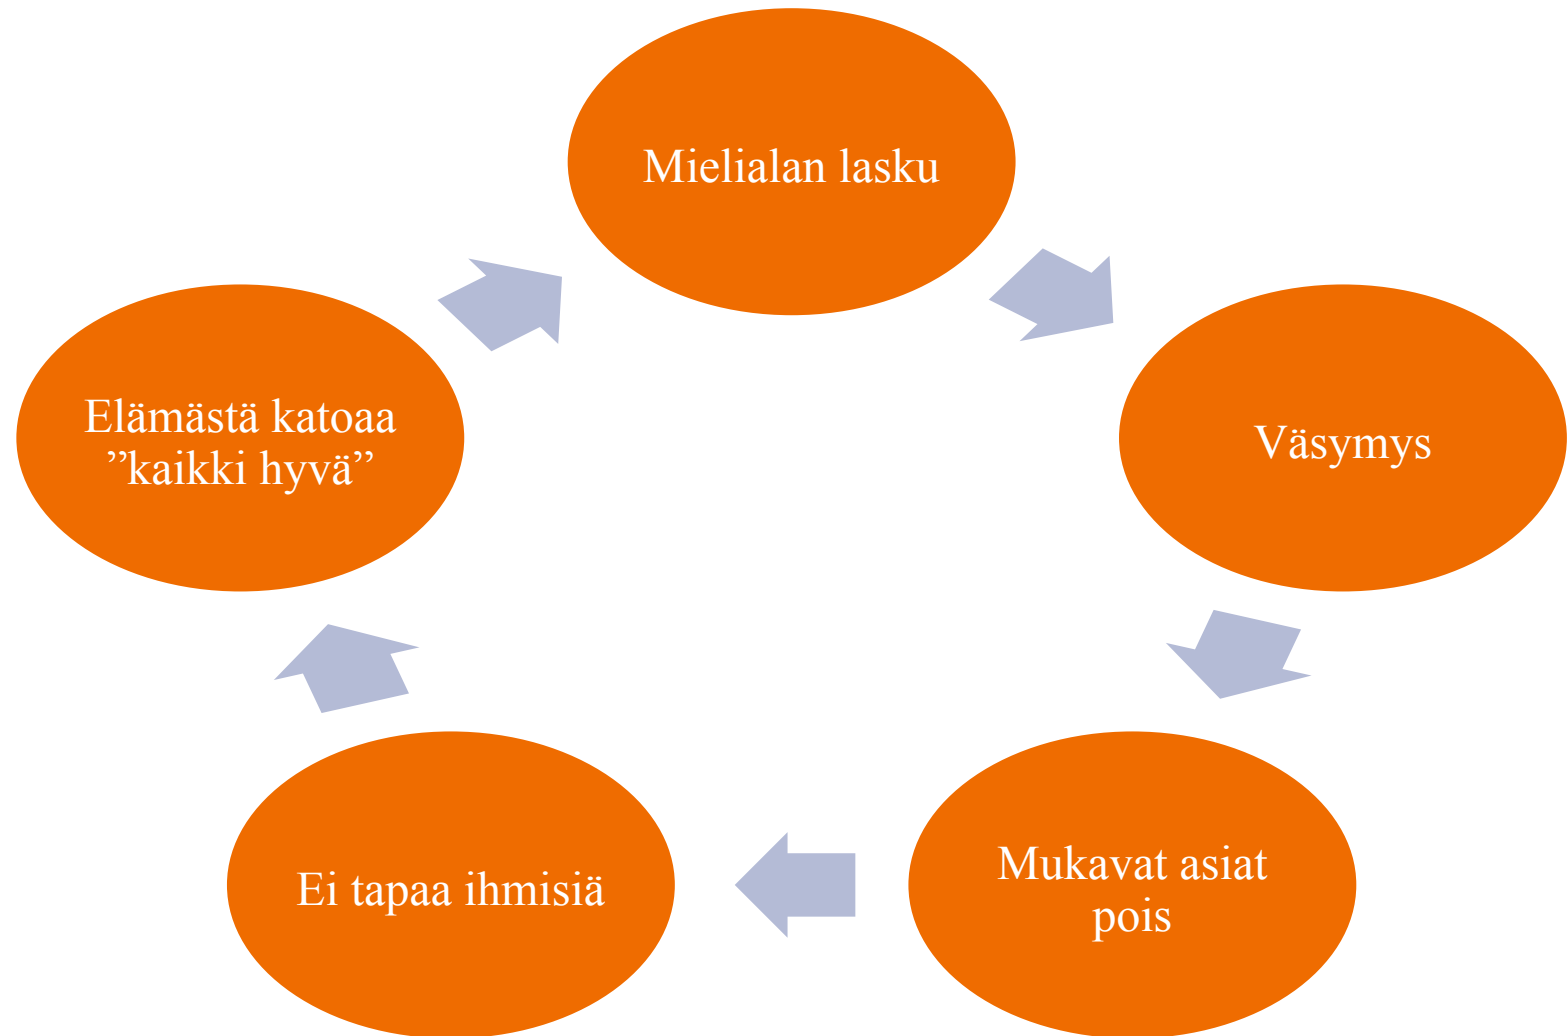 Mielialan lasku
Väsymys
Mukavat asiat
pois
Ei tapaa ihmisiä
Elämästä katoaa
”kaikki hyvä”